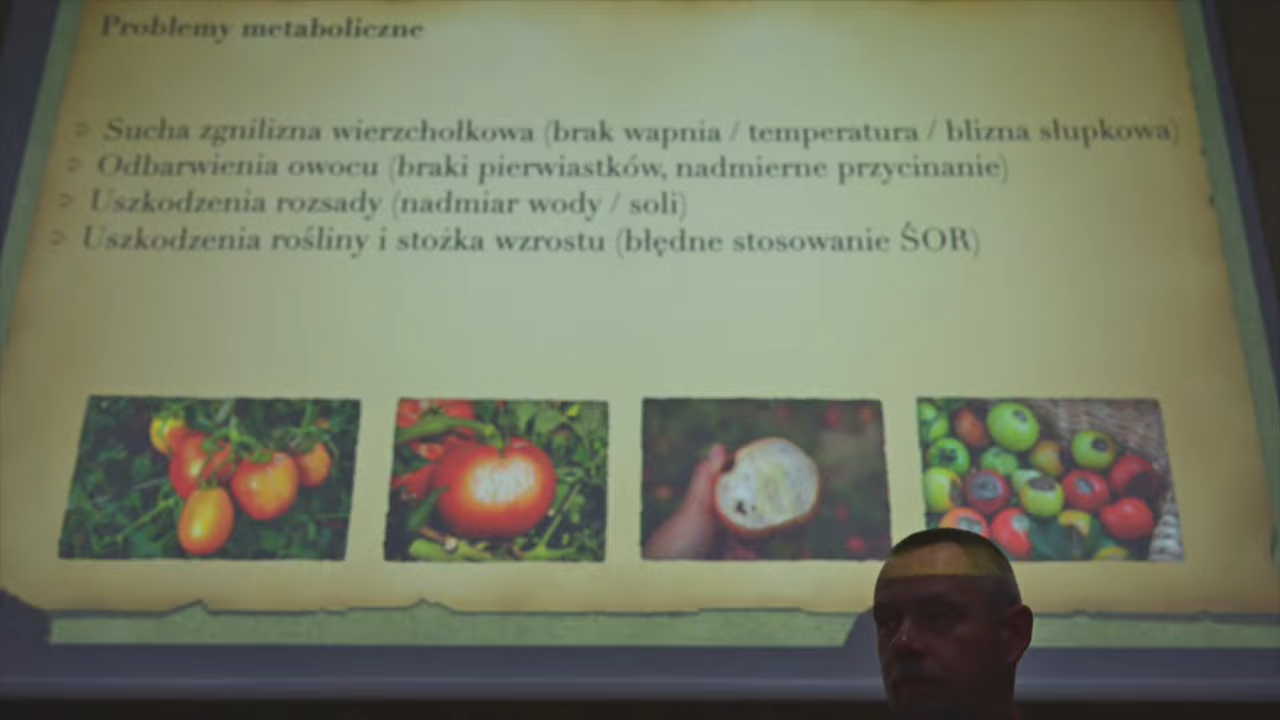 Problemy metaboliczne
Sucha zgnilizna wierzchołkowa (brak wapnia / temperatura / blizna słupkowa)
Odbarwienia owocu (braki pierwiastków, nadmierne przycinanie)
Uszkodzenia rozsady (nadmiar wody / soli)
Uszkodzenia rośliny i stożka wzrostu (błędne stosowanie ŚOR)